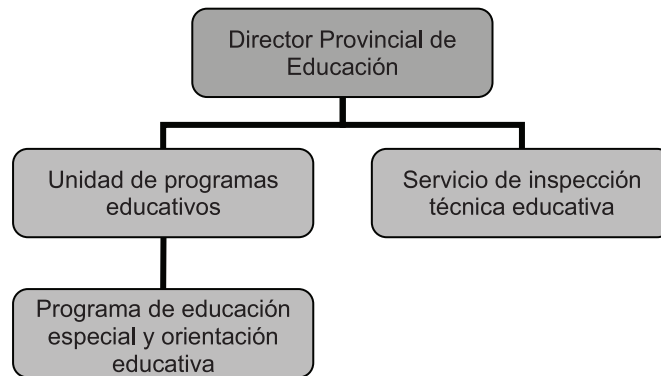 Director Provincial de
Educación
Unidad de programas
educativos
Servicio de inspección
técnica educativa
Programa de educación
especial y orientación
educativa